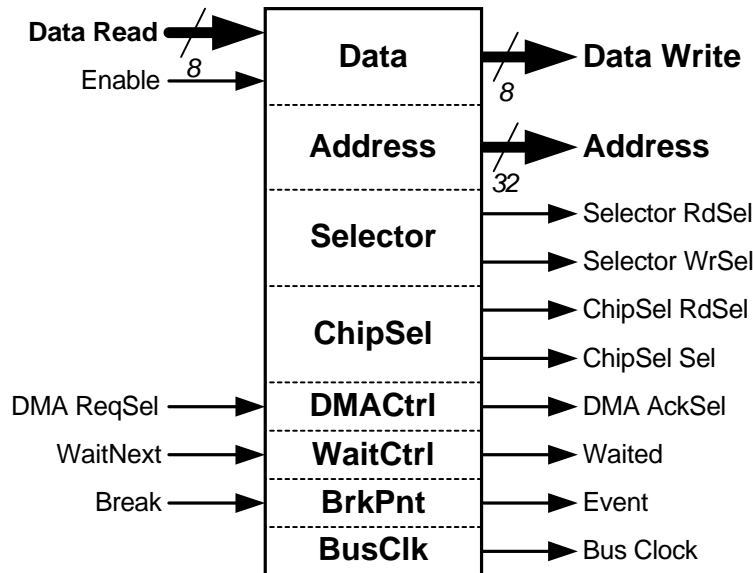 Data Read
8
Enable
Data
8
Data Write
Address
32
Address
Selector
Selector RdSel
Selector WrSel
ChipSel
ChipSel RdSel
ChipSel Sel
DMA ReqSel
DMACtrl
DMA AckSel
WaitNext
WaitCtrl
Waited
Break
BrkPnt
Event
BusClk
Bus Clock